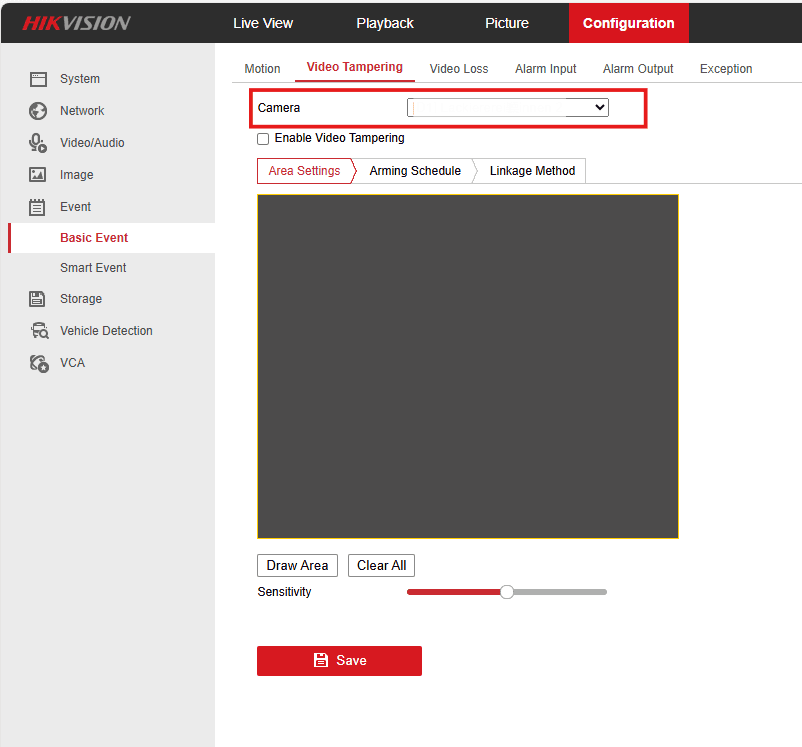 HIKVISION
Live View Playback Picture Configuration
Motion Video Tampering Video Loss Alarm Input Alarm Output Exception
System
Network
Video/Audio
Image
Event
Basic Event
Smart Event
Storage
Vehicle Detection
VCA
Camera
Enable Video Tampering
Area Settings Arming Schedule Linkage Method
Draw Area Clear All
Sensitivity
Save